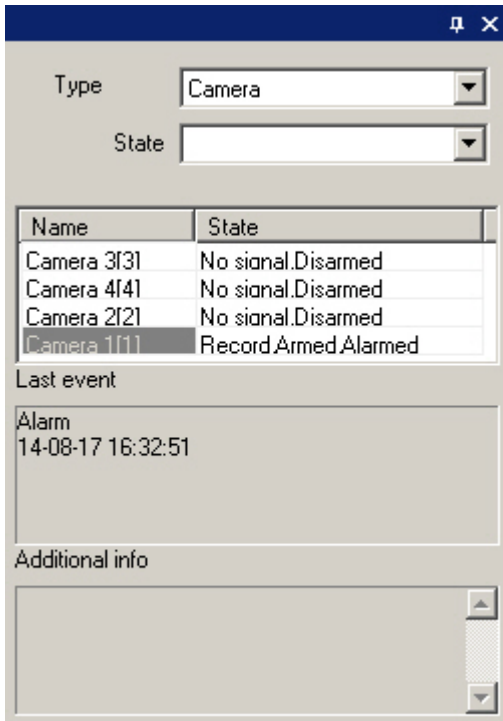 Type Camera
State
Name State
Camera 3[3] No signal,Disarmed
Camera 4[4] No signal,Disarmed
Camera 2[2] No signal,Disarmed
Camera 1[1] Record,Armed,Alarmed
Last event
Alarm
14-08-17 16:32:51
Additional info